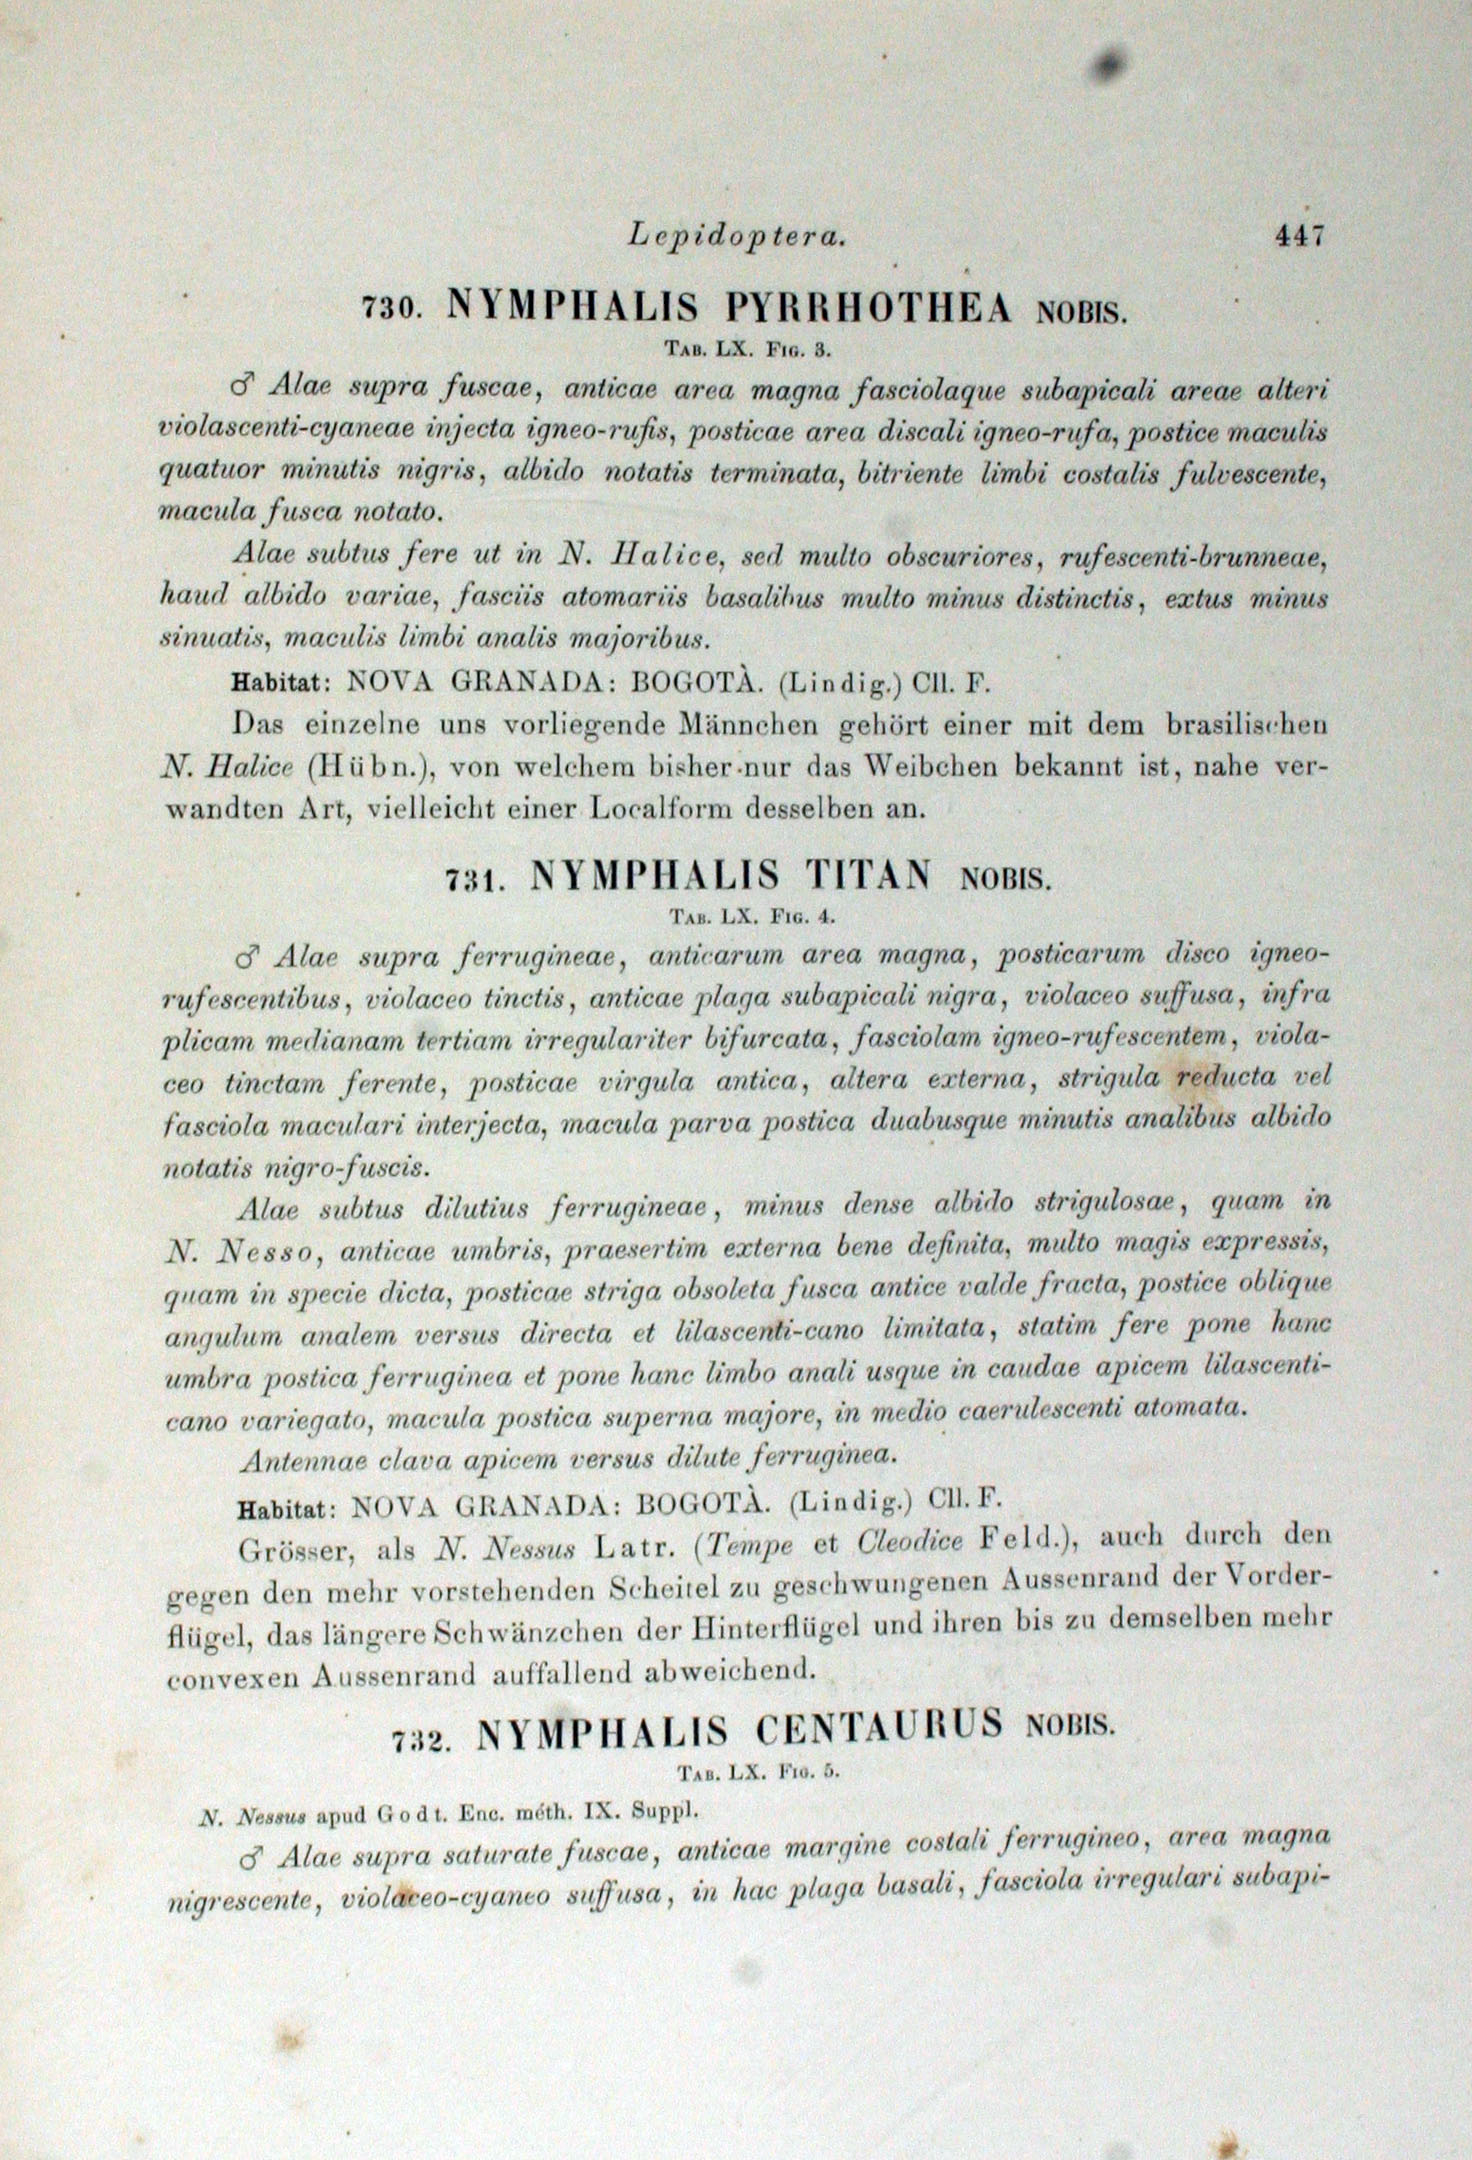 Lepidoptera. 447
730. NYMPHALIS PYRRHOTHEA NOBIS.
TAB. LX. FIG. 3.
♂ Alae supra fuscae, anticae area magna fasciolaque subapicali areae alteri
violascenti-cyaneae injecta igneo-rufis, posticae area discali igneo-rufa, postice maculis
quatuor minutis nigris, albido notatis terminata, bitriente limbi costalis fulvescente,
macula fusca notato.
Alae subtus fere ut in N. Halice, sed multo obscuriores, rufescenti-brunneae,
haud albido variae, fasciis atomariis basalibus multo minus distinctis, extus minus
sinuatis, maculis limbi analis majoribus.
Habitat: NOVA GRANADA: BOGOTÀ. (Lindig.) Cll. F.
Das einzelne uns vorliegende Männchen gehört einer mit dem brasilischen
N. Halice (Hübn.), von welchem bisher nur das Weibchen bekannt ist, nahe ver-
wandten Art, vielleicht einer Localform desselben an.
731. NYMPHALIS TITAN NOBIS.
TAB. LX. FIG. 4.
♂ Alae supra ferrugineae, anticarum area magna, posticarum disco igneo-
rufescentibus, violaceo tinctis, anticae plaga subapicali nigra, violaceo suffusa, infra
plicam medianam tertiam irregulariter bifurcata, fasciolam igneo-rufescentem, viola-
ceo tinctam ferente, posticae virgula antica, altera externa, strigula reducta vel
fasciola maculari interjecta, macula parva postica duabusque minutis analibus albido
notatis nigro-fuscis.
Alae subtus dilutius ferrugineae, minus dense albido strigulosae, quam in
N. Nesso, anticae umbris, praesertim externa bene definita, multo magis expressis,
quam in specie dicta, posticae striga obsoleta fusca antice valde fracta, postice oblique
angulum analem versus directa et lilascenti-cano limitata, statim fere pone hanc
umbra postica ferruginea et pone hanc limbo anali usque in caudae apicem lilascenti-
cano variegato, macula postica superna majore, in medio caerulescenti atomata.
Antennae clava apicem versus dilute ferruginea.
Habitat: NOVA GRANADA: BOGOTÀ. (Lindig.) Cll. F.
Grösser, als N. Nessus Latr. (Tempe et Cleodice Feld.), auch durch den
gegen den mehr vorstehenden Scheitel zu geschwungenen Aussenrand der Vorder-
flügel, das längere Schwänzchen der Hinterflügel und ihren bis zu demselben mehr
convexen Aussenrand auffallend abweichend.
732. NYMPHALIS CENTAURUS NOBIS.
TAB. LX. FIG. 5.
N. Nessus apud Godt. Enc. méth. IX. Suppl.
♂ Alae supra saturate fuscae, anticae margine costali ferrugineo, area magna
nigrescente, violaceo-cyaneo suffusa, in hac plaga basali, fasciola irregulari subapi-